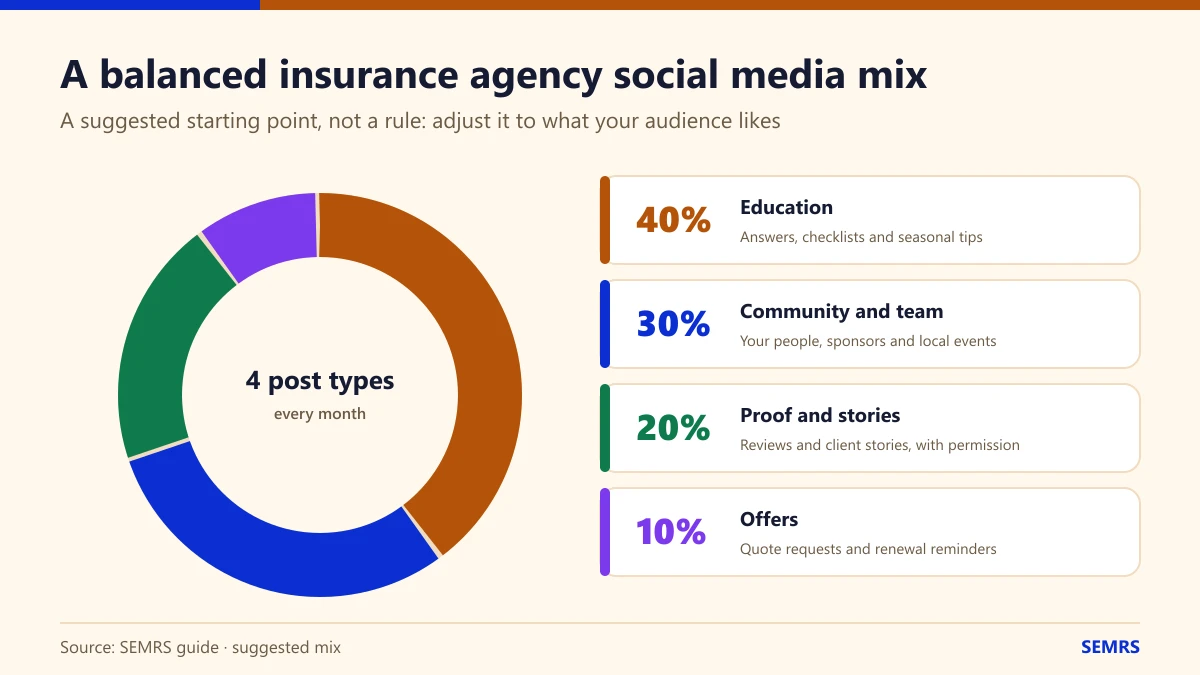 A balanced insurance agency social media mix
A suggested starting point, not a rule: adjust it to what your audience likes
4 post types
every month
40%
Education
Answers, checklists and seasonal tips
30%
Community and team
Your people, sponsors and local events
20%
Proof and stories
Reviews and client stories, with permission
10%
Offers
Quote requests and renewal reminders
Source: SEMRS guide · suggested mix
SEMRS